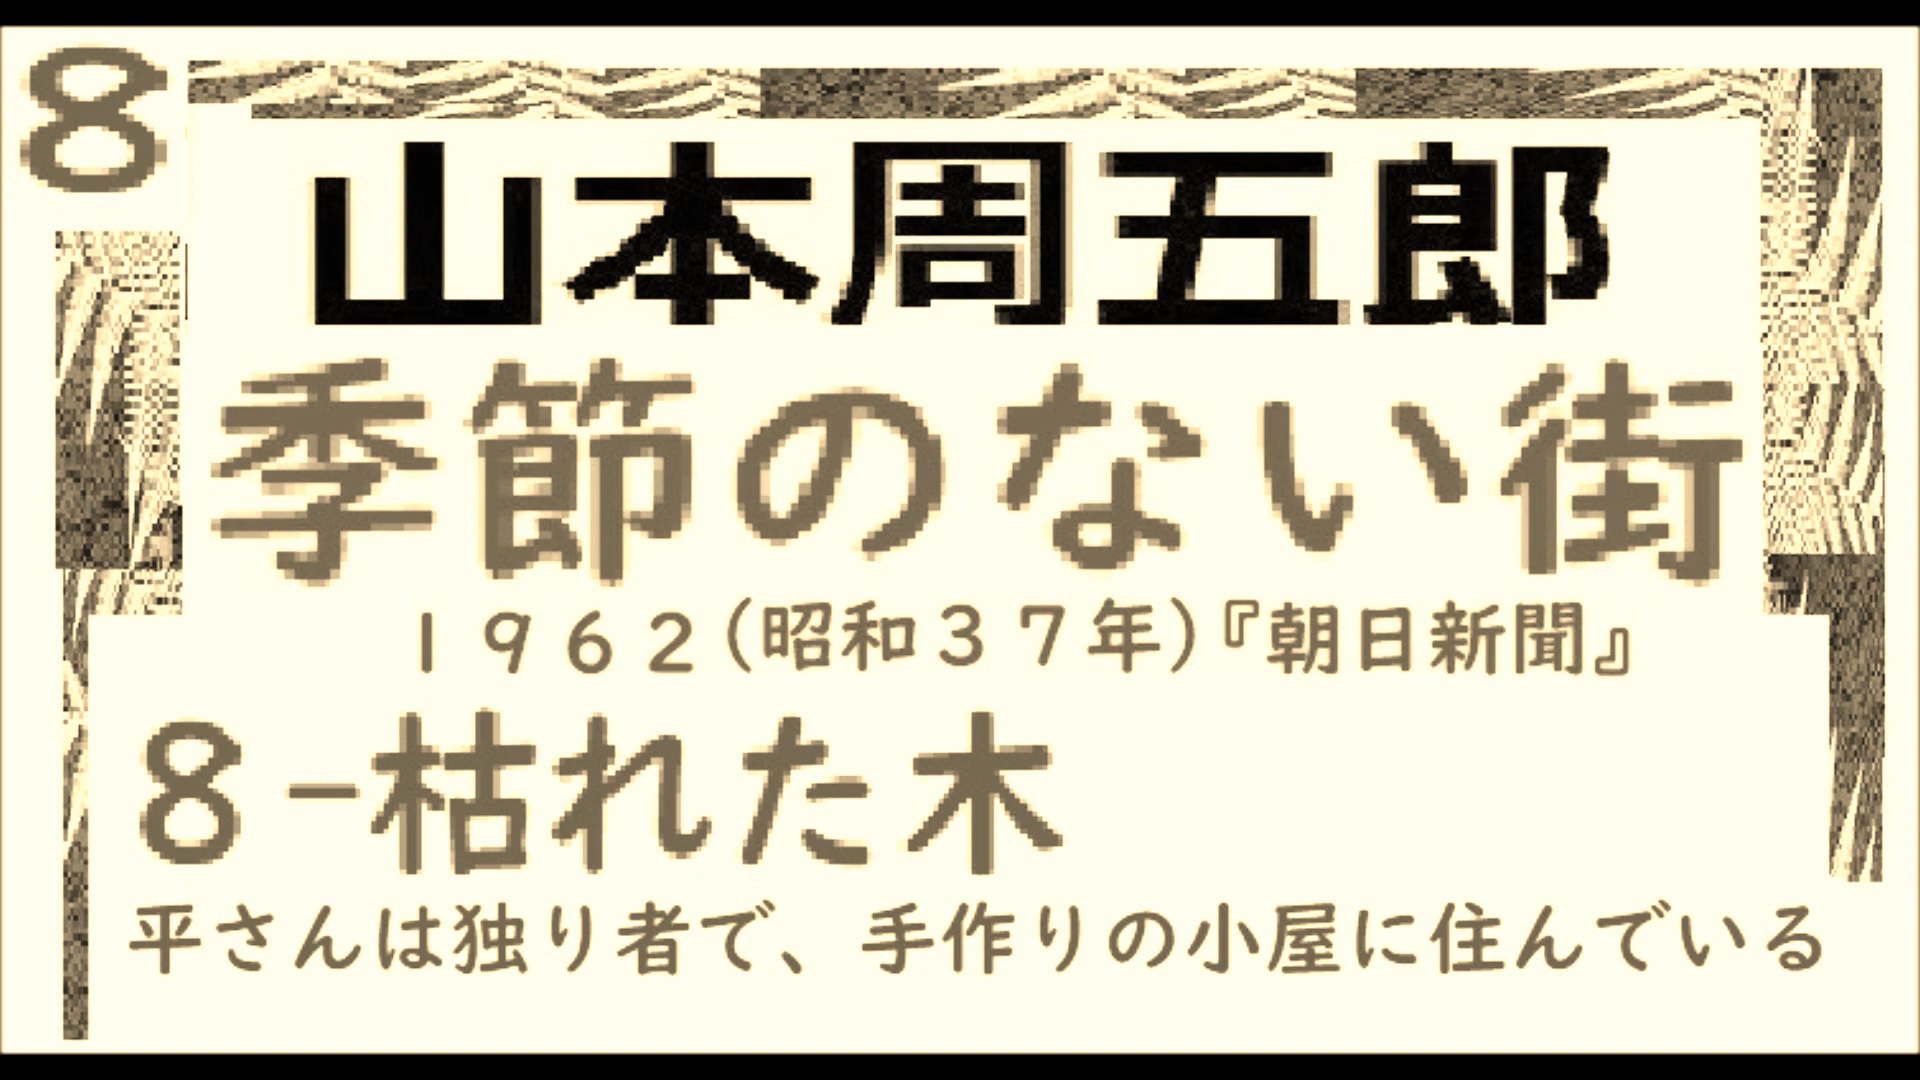 8
山本周五郎
季節のない街
１９６２(昭和３７年)『朝日新聞』
８-枯れた木
平さんは独り者で、手作りの小屋に住んでいる